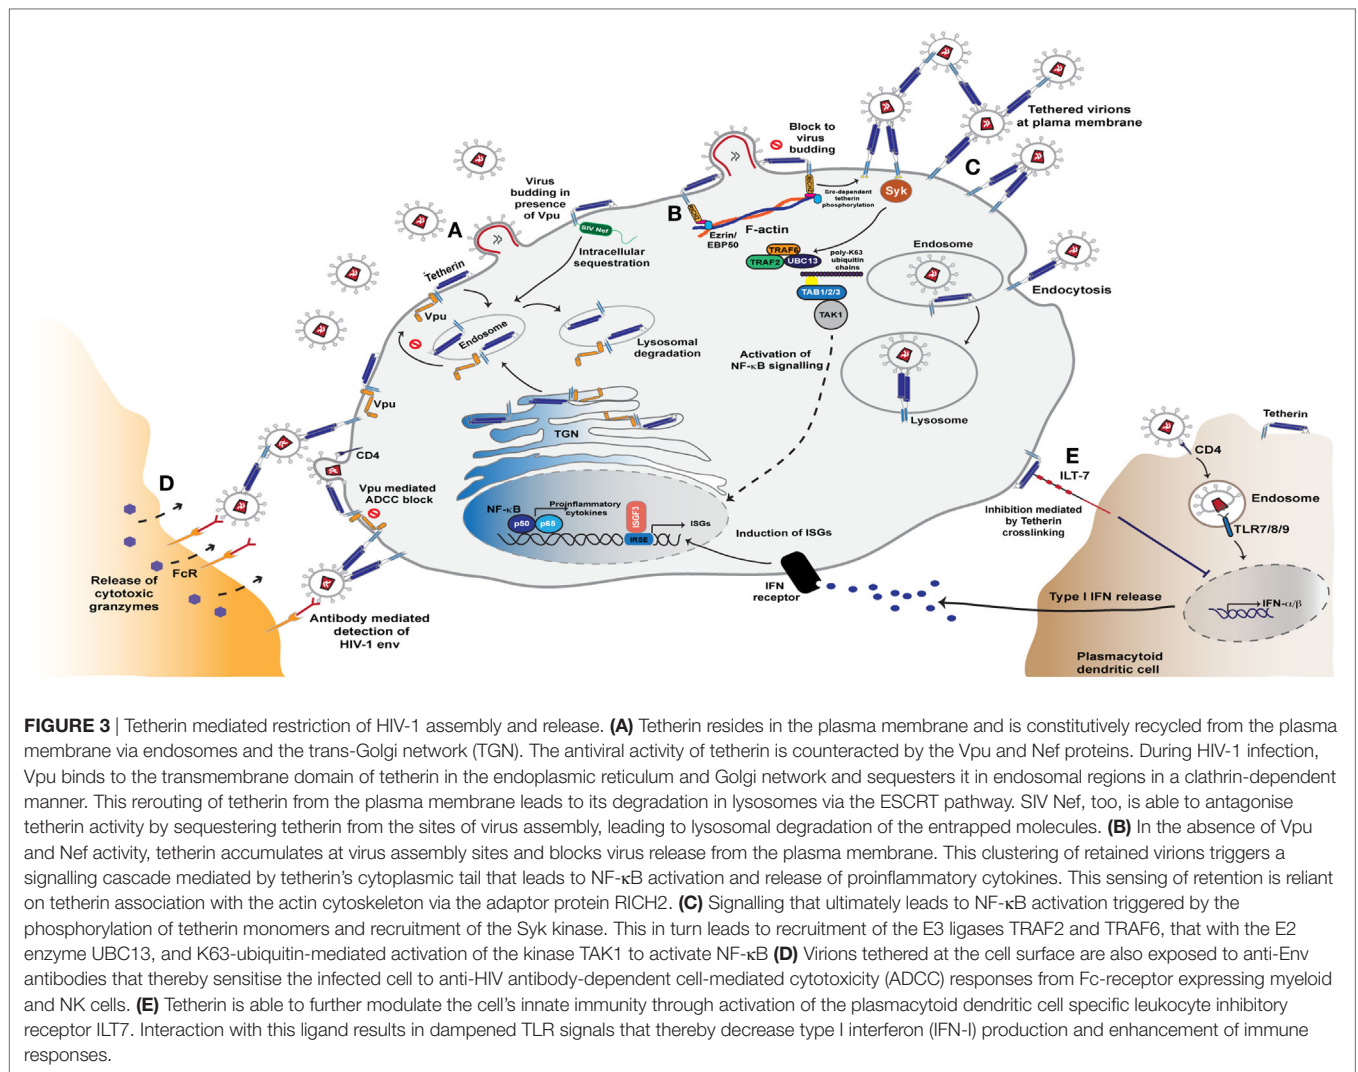 Block to
virus
budding
Tethered virions
at plama membrane
Virus
budding in
presence
of Vpu
A
B
C
SIV Nef
Intracellular
sequestration
RICH2
RICH2
Src-dependent
tetherin
phosphorylation
Syk
Ezrin/
EBP50
F-actin
Tetherin
Vpu
Endosome
Lysosomal
degradation
TRAF6
TRAF2
UBC13
poly-K63
ubiquitin
chains
TAB1/2/3
TAK1
Endosome
Endocytosis
Activation of
NF-κB signalling
Lysosome
Vpu
TGN
CD4
D
Vpu mediated
ADCC block
NF-κB
Proinflammatory
cytokines
p50
p65
ISGF3
IRSE
ISGs
Induction of ISGs
IFN
receptor
Release of
cytotoxic
granzymes
FcR
Antibody mediated
detection of
HIV-1 env
E
ILT-7
Inhibition mediated
by Tetherin
crosslinking
Tetherin
CD4
Endosome
TLR7/8/9
Type I IFN release
IFN-α/β
Plasmacytoid
dendritic cell
FIGURE 3 | Tetherin mediated restriction of HIV-1 assembly and release. (A) Tetherin resides in the plasma membrane and is constitutively recycled from the plasma
membrane via endosomes and the trans-Golgi network (TGN). The antiviral activity of tetherin is counteracted by the Vpu and Nef proteins. During HIV-1 infection,
Vpu binds to the transmembrane domain of tetherin in the endoplasmic reticulum and Golgi network and sequesters it in endosomal regions in a clathrin-dependent
manner. This rerouting of tetherin from the plasma membrane leads to its degradation in lysosomes via the ESCRT pathway. SIV Nef, too, is able to antagonise
tetherin activity by sequestering tetherin from the sites of virus assembly, leading to lysosomal degradation of the entrapped molecules. (B) In the absence of Vpu
and Nef activity, tetherin accumulates at virus assembly sites and blocks virus release from the plasma membrane. This clustering of retained virions triggers a
signalling cascade mediated by tetherin's cytoplasmic tail that leads to NF-κB activation and release of proinflammatory cytokines. This sensing of retention is reliant
on tetherin association with the actin cytoskeleton via the adaptor protein RICH2. (C) Signalling that ultimately leads to NF-κB activation triggered by the
phosphorylation of tetherin monomers and recruitment of the Syk kinase. This in turn leads to recruitment of the E3 ligases TRAF2 and TRAF6, that with the E2
enzyme UBC13, and K63-ubiquitin-mediated activation of the kinase TAK1 to activate NF-κB (D) Virions tethered at the cell surface are also exposed to anti-Env
antibodies that thereby sensitise the infected cell to anti-HIV antibody-dependent cell-mediated cytotoxicity (ADCC) responses from Fc-receptor expressing myeloid
and NK cells. (E) Tetherin is able to further modulate the cell's innate immunity through activation of the plasmacytoid dendritic cell specific leukocyte inhibitory
receptor ILT7. Interaction with this ligand results in dampened TLR signals that thereby decrease type I interferon (IFN-I) production and enhancement of immune
responses.